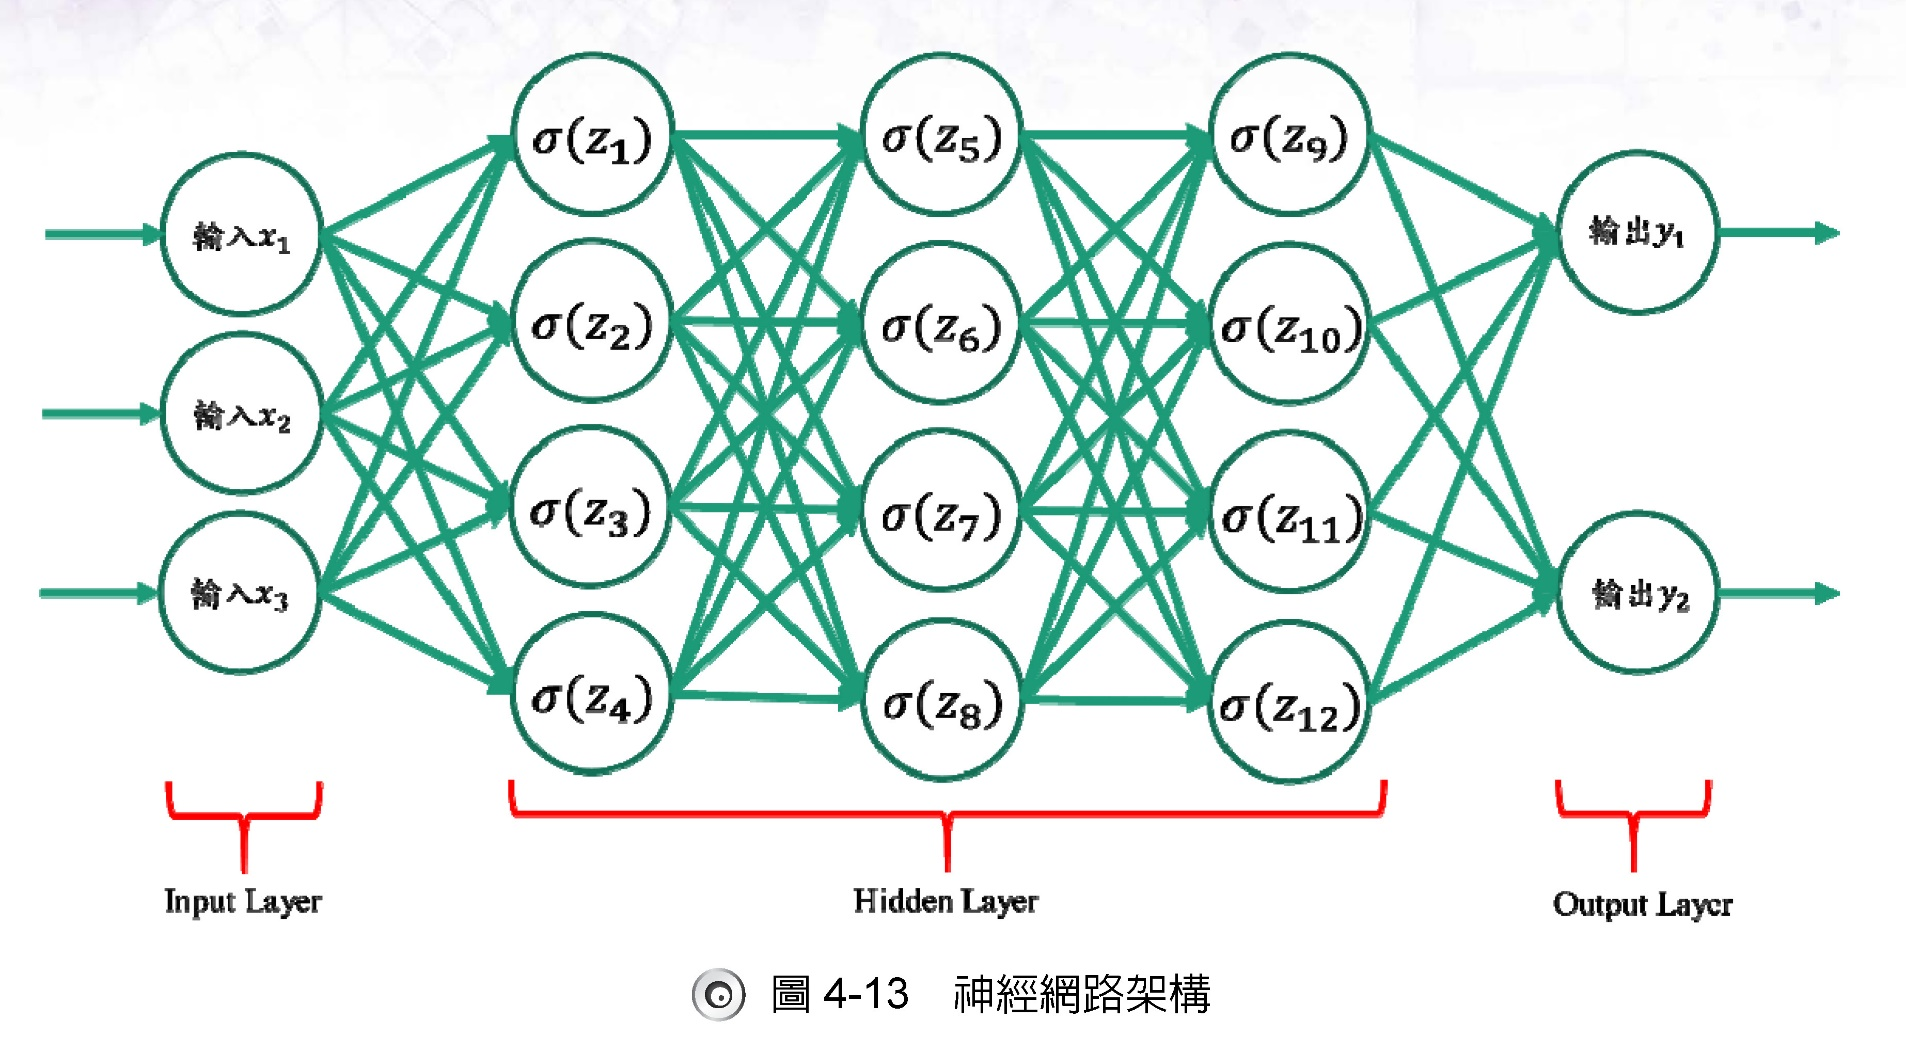 輸入x₁
輸入x₂
輸入x₃
σ(z₁)
σ(z₂)
σ(z₃)
σ(z₄)
σ(z₅)
σ(z₆)
σ(z₇)
σ(z₈)
σ(z₉)
σ(z₁₀)
σ(z₁₁)
σ(z₁₂)
輸出y₁
輸出y₂
Input Layer
Hidden Layer
Output Layer
圖 4-13 神經網路架構